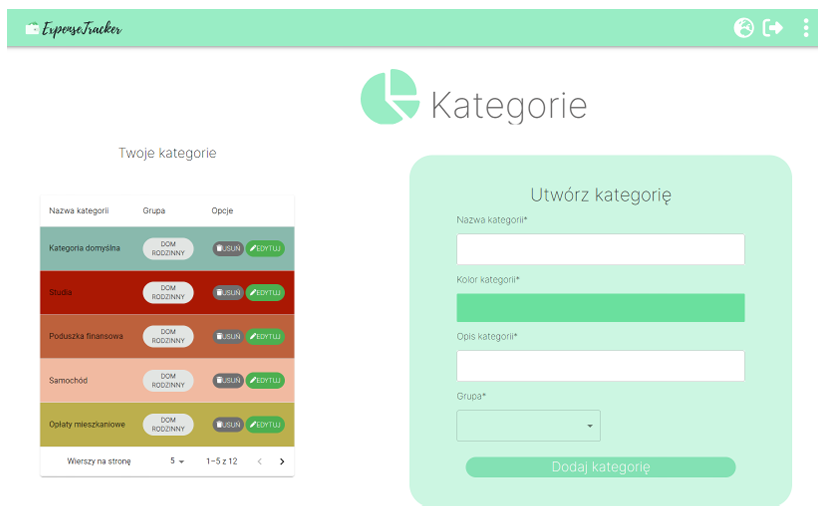 ExpenseTracker
Kategorie
Twoje kategorie
Nazwa kategorii Grupa Opcje
Kategoria domyślna DOM RODZINNY USUŃ EDYTUJ
Studia DOM RODZINNY USUŃ EDYTUJ
Poduszka finansowa DOM RODZINNY USUŃ EDYTUJ
Samochód DOM RODZINNY USUŃ EDYTUJ
Opłaty mieszkaniowe DOM RODZINNY USUŃ EDYTUJ
Wierszy na stronę 5 1–5 z 12
Utwórz kategorię
Nazwa kategorii*
Kolor kategorii*
Opis kategorii*
Grupa*
Dodaj kategorię